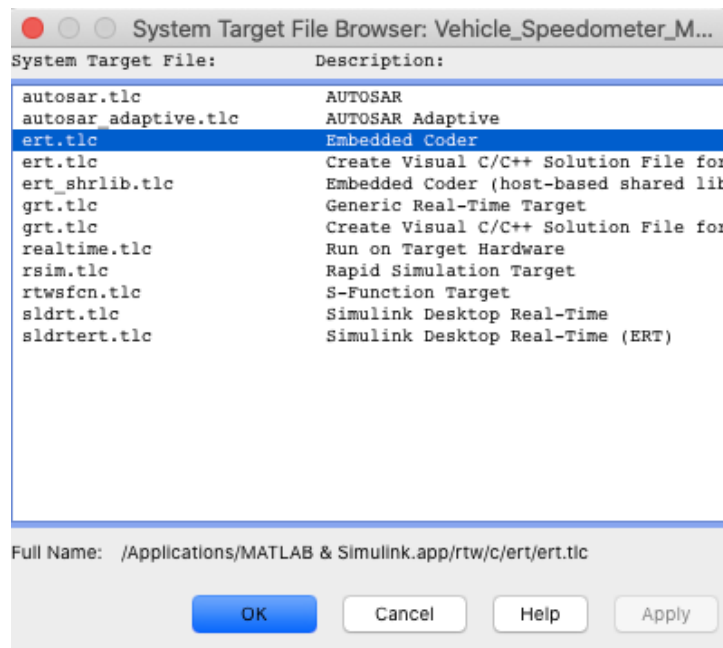 System Target File Browser: Vehicle_Speedometer_M...
System Target File: Description:
autosar.tlc AUTOSAR
autosar_adaptive.tlc AUTOSAR Adaptive
ert.tlc Embedded Coder
ert.tlc Create Visual C/C++ Solution File for
ert_shrlib.tlc Embedded Coder (host-based shared lib
grt.tlc Generic Real-Time Target
grt.tlc Create Visual C/C++ Solution File for
realtime.tlc Run on Target Hardware
rsim.tlc Rapid Simulation Target
rtwsfcn.tlc S-Function Target
sldrt.tlc Simulink Desktop Real-Time
sldrtert.tlc Simulink Desktop Real-Time (ERT)
Full Name: /Applications/MATLAB & Simulink.app/rtw/c/ert/ert.tlc
OK Cancel Help Apply